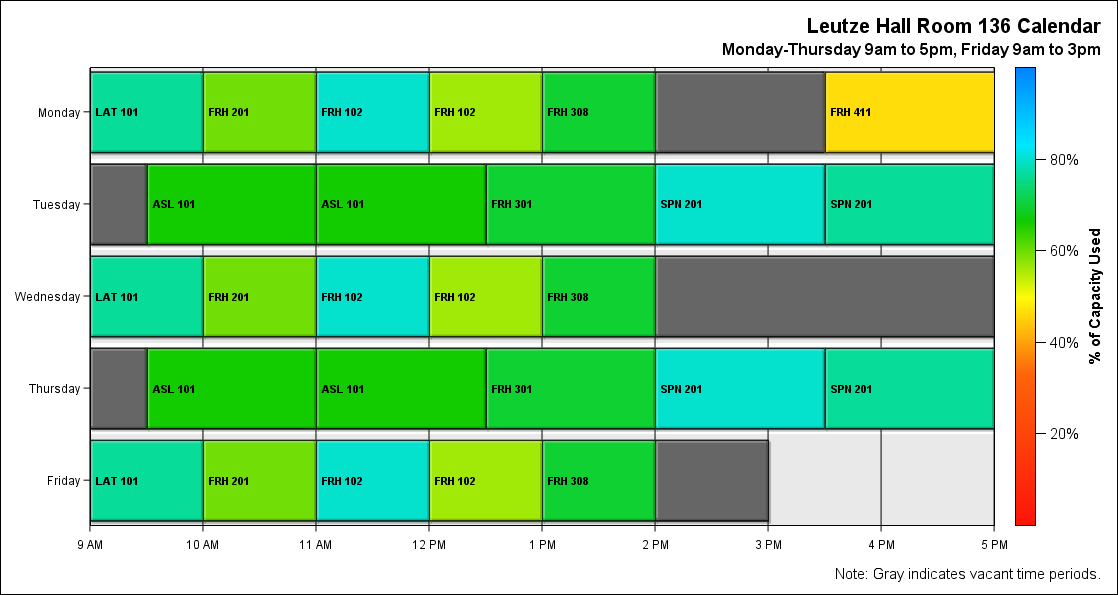 Leutze Hall Room 136 Calendar
Monday-Thursday 9am to 5pm, Friday 9am to 3pm
Monday
LAT 101
FRH 201
FRH 102
FRH 102
FRH 308
FRH 411
Tuesday
ASL 101
ASL 101
FRH 301
SPN 201
SPN 201
Wednesday
LAT 101
FRH 201
FRH 102
FRH 102
FRH 308
Thursday
ASL 101
ASL 101
FRH 301
SPN 201
SPN 201
Friday
LAT 101
FRH 201
FRH 102
FRH 102
FRH 308
9 AM
10 AM
11 AM
12 PM
1 PM
2 PM
3 PM
4 PM
5 PM
80%
60%
40%
20%
% of Capacity Used
Note: Gray indicates vacant time periods.